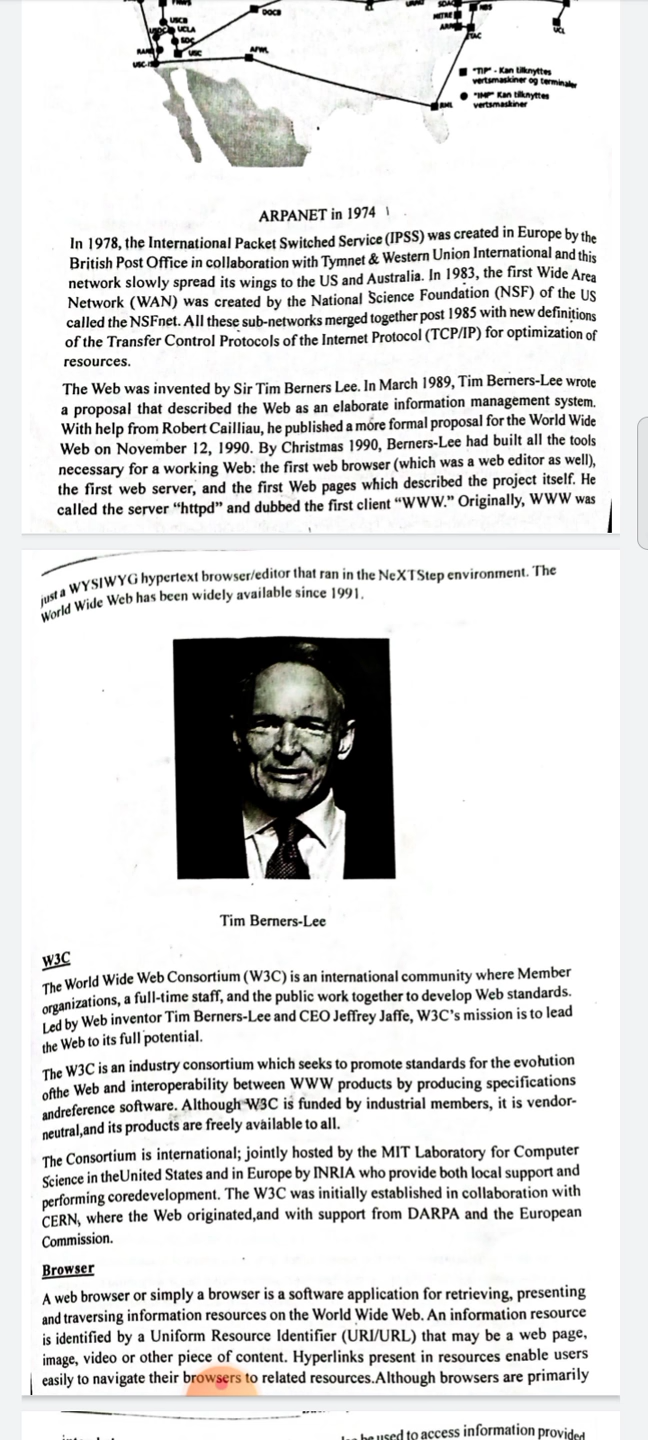 USCB
DOCB
UCLA
SDC
RAND
USC
USC-ISI
AFWL
MITRE
NBS
UCL
RML
"TIP" - Kan tilknyttes
vertsmaskiner og terminaler
"IMP" Kan tilknyttes
vertsmaskiner
ARPANET in 1974
In 1978, the International Packet Switched Service (IPSS) was created in Europe by the
British Post Office in collaboration with Tymnet & Western Union International and this
network slowly spread its wings to the US and Australia. In 1983, the first Wide Area
Network (WAN) was created by the National Science Foundation (NSF) of the US
called the NSFnet. All these sub-networks merged together post 1985 with new definitions
of the Transfer Control Protocols of the Internet Protocol (TCP/IP) for optimization of
resources.
The Web was invented by Sir Tim Berners Lee. In March 1989, Tim Berners-Lee wrote
a proposal that described the Web as an elaborate information management system.
With help from Robert Cailliau, he published a more formal proposal for the World Wide
Web on November 12, 1990. By Christmas 1990, Berners-Lee had built all the tools
necessary for a working Web: the first web browser (which was a web editor as well),
the first web server, and the first Web pages which described the project itself. He
called the server "httpd" and dubbed the first client "WWW." Originally, WWW was
just a WYSIWYG hypertext browser/editor that ran in the NeXTStep environment. The
World Wide Web has been widely available since 1991.
Tim Berners-Lee
W3C
The World Wide Web Consortium (W3C) is an international community where Member
organizations, a full-time staff, and the public work together to develop Web standards.
Led by Web inventor Tim Berners-Lee and CEO Jeffrey Jaffe, W3C's mission is to lead
the Web to its full potential.
The W3C is an industry consortium which seeks to promote standards for the evolution
ofthe Web and interoperability between WWW products by producing specifications
andreference software. Although W3C is funded by industrial members, it is vendor-
neutral,and its products are freely available to all.
The Consortium is international; jointly hosted by the MIT Laboratory for Computer
Science in theUnited States and in Europe by INRIA who provide both local support and
performing coredevelopment. The W3C was initially established in collaboration with
CERN, where the Web originated,and with support from DARPA and the European
Commission.
Browser
A web browser or simply a browser is a software application for retrieving, presenting
and traversing information resources on the World Wide Web. An information resource
is identified by a Uniform Resource Identifier (URI/URL) that may be a web page,
image, video or other piece of content. Hyperlinks present in resources enable users
easily to navigate their browsers to related resources.Although browsers are primarily
be used to access information provided